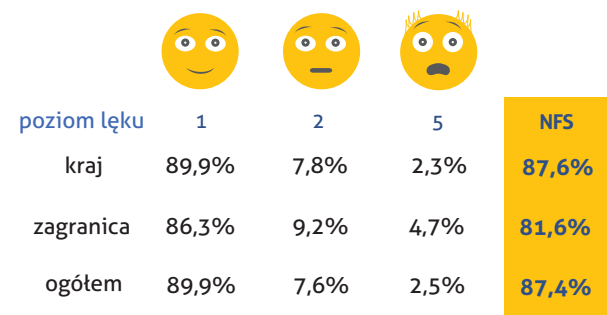 poziom lęku 1 2 5 NFS
kraj 89,9% 7,8% 2,3% 87,6%
zagranica 86,3% 9,2% 4,7% 81,6%
ogółem 89,9% 7,6% 2,5% 87,4%